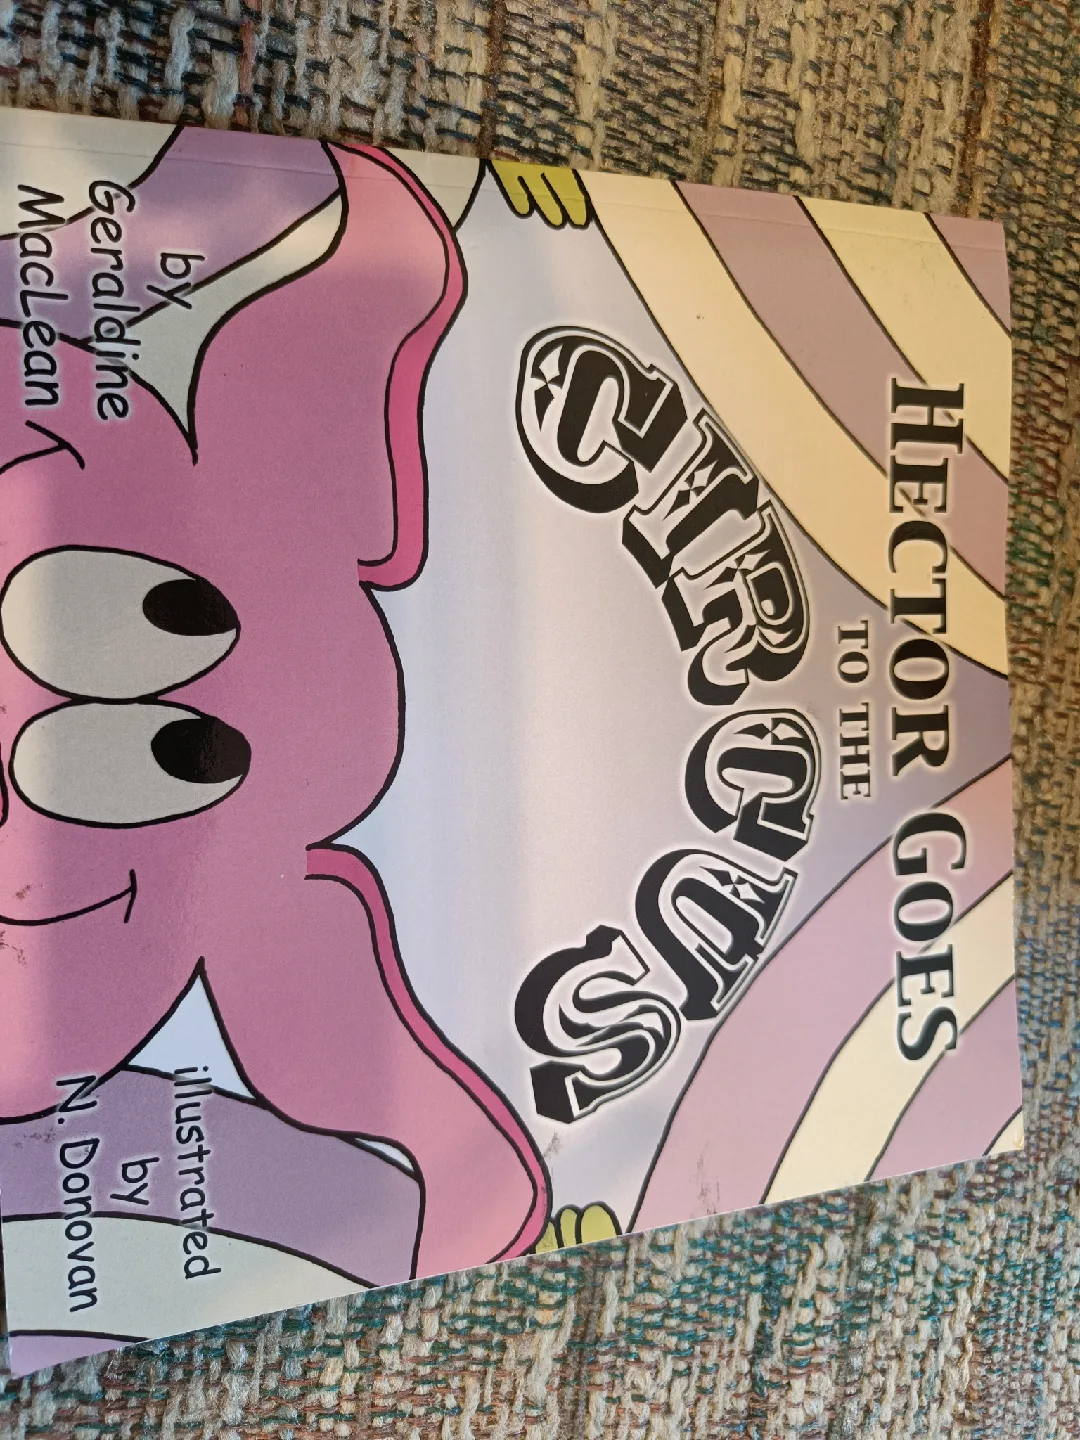 HECTOR GOES
TO THE
CIRCUS
by
Geraldine
MacLean
illustrated
by
N. Donovan